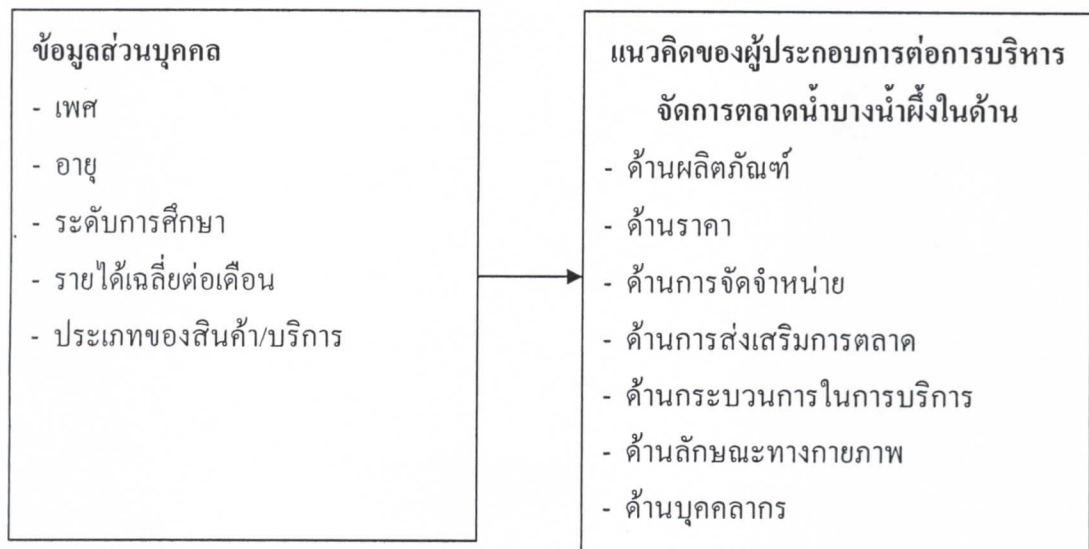 ข้อมูลส่วนบุคคล
- เพศ
- อายุ
- ระดับการศึกษา
- รายได้เฉลี่ยต่อเดือน
- ประเภทของสินค้า/บริการ
แนวคิดของผู้ประกอบการต่อการบริหาร
จัดการตลาดน้ำบางน้ำผึ้งในด้าน
- ด้านผลิตภัณฑ์
- ด้านราคา
- ด้านการจัดจำหน่าย
- ด้านการส่งเสริมการตลาด
- ด้านกระบวนการในการบริการ
- ด้านลักษณะทางกายภาพ
- ด้านบุคคลากร